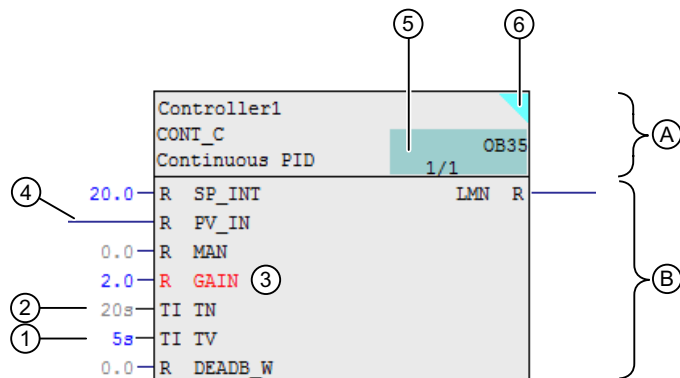 5 6
Controller1
CONT_C
OB35
A
Continuous PID
1/1
4
20.0 R SP_INT LMN R
R PV_IN
0.0 R MAN
2.0 R GAIN 3
B
2 20s TI TN
1 5s TI TV
0.0 R DEADB_W